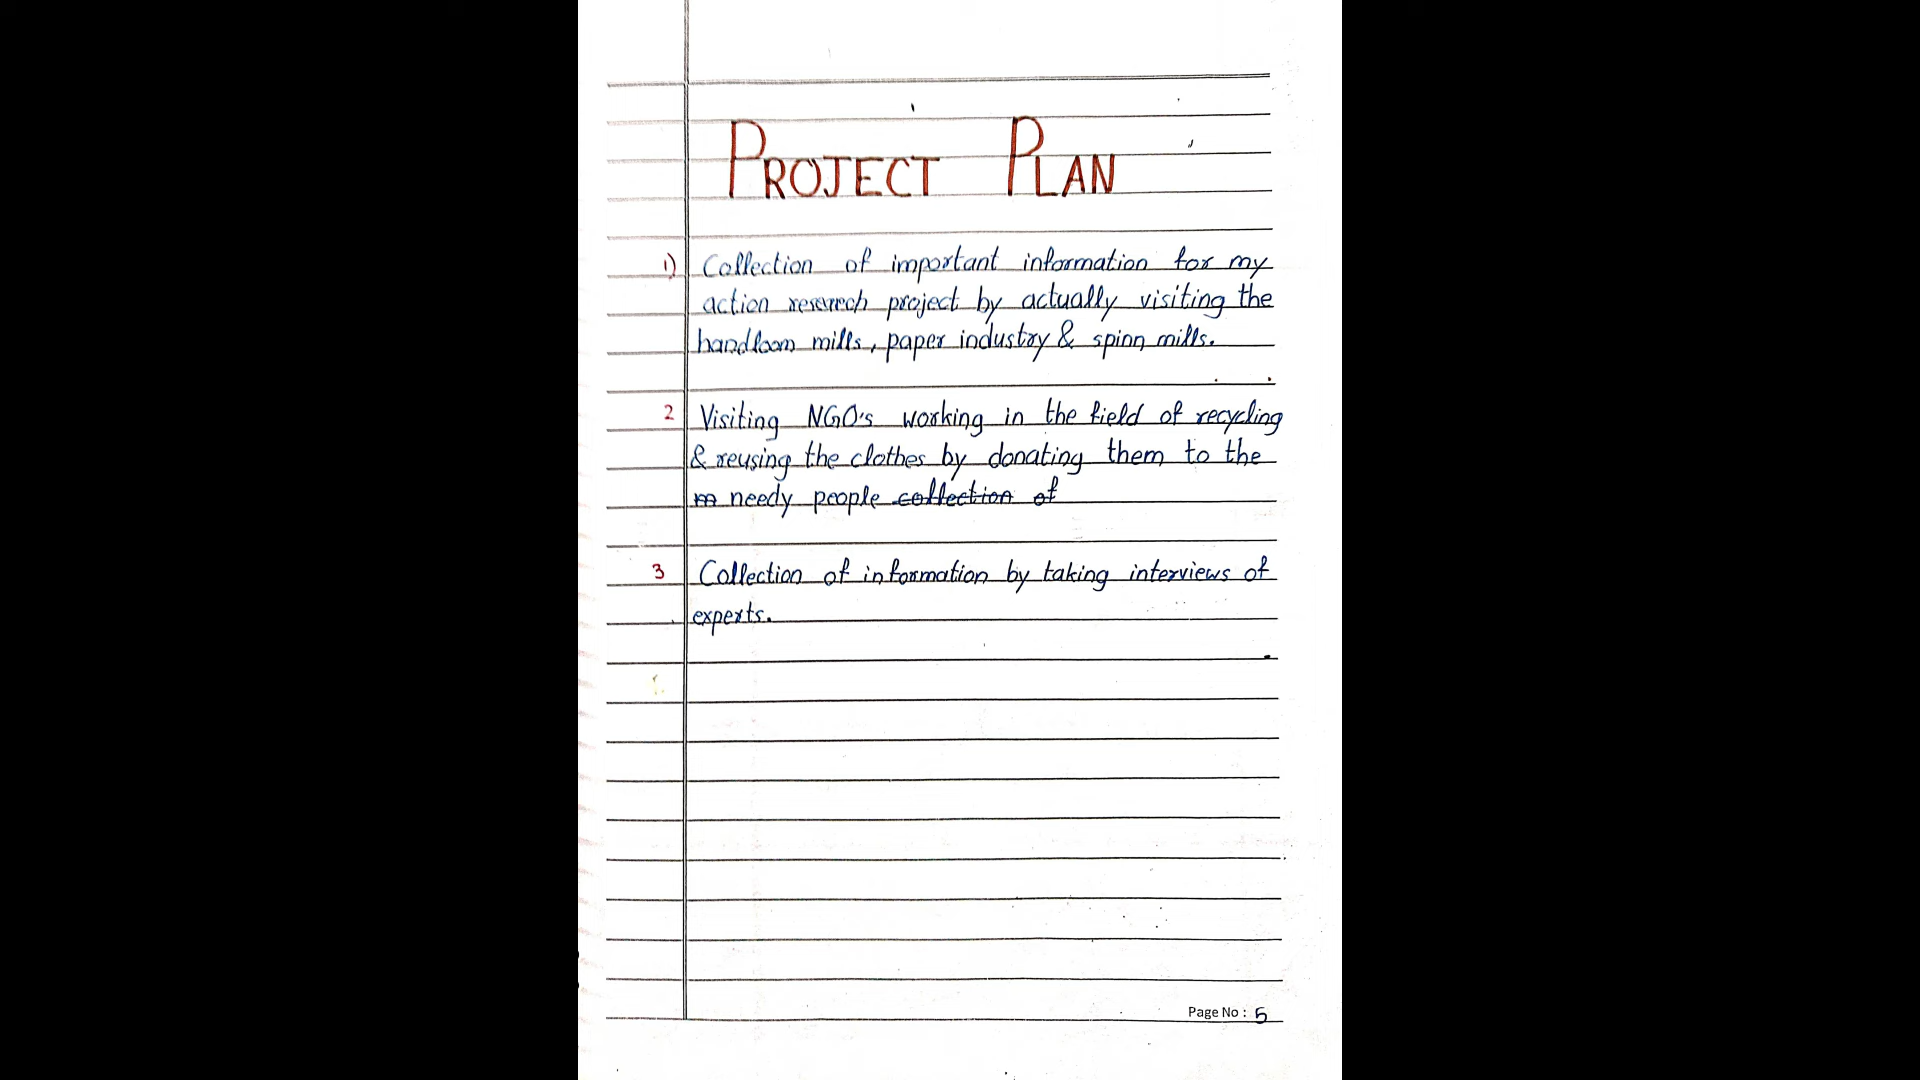 PROJECT PLAN
1) Collection of important information for my
action research project by actually visiting the
handloom mills, paper industry & spinn mills.
2 Visiting NGO's working in the field of recycling
& reusing the clothes by donating them to the
m needy people collection of
3 Collection of information by taking interviews of
experts.
Page No : 5